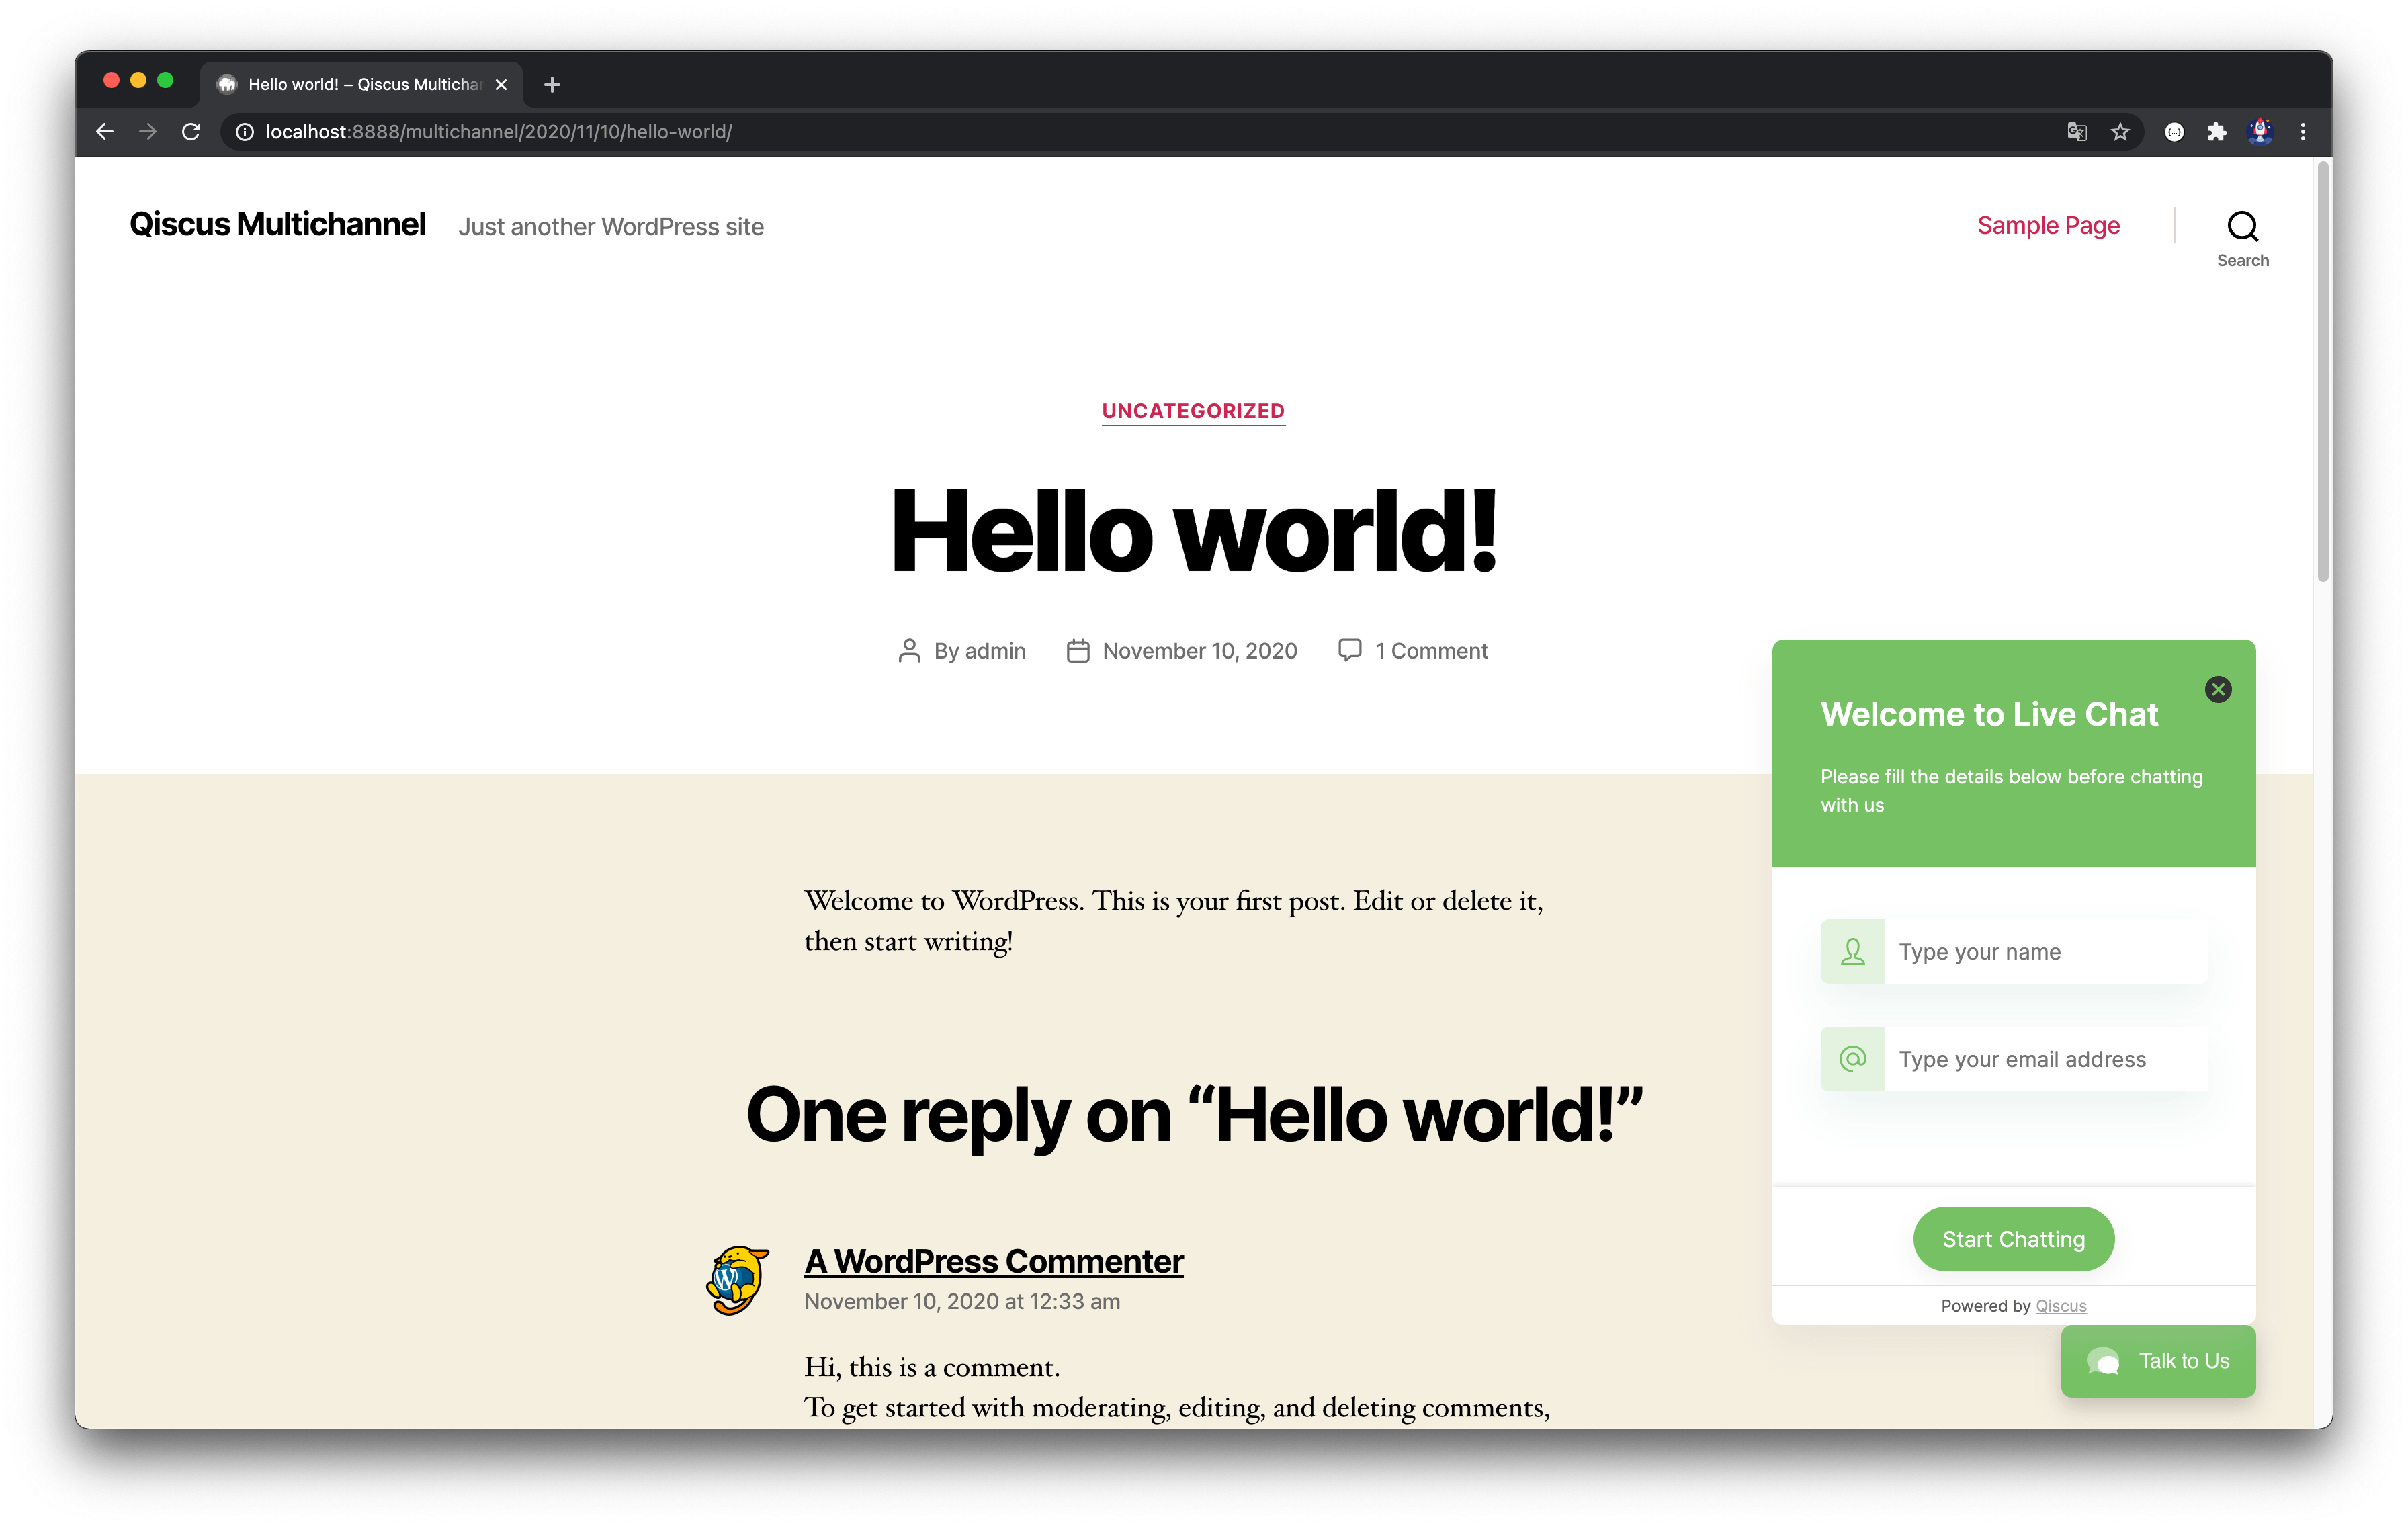 Hello world! – Qiscus Multichar
localhost:8888/multichannel/2020/11/10/hello-world/
Qiscus Multichannel
Just another WordPress site
Sample Page
Search
UNCATEGORIZED
Hello world!
By admin
November 10, 2020
1 Comment
Welcome to WordPress. This is your first post. Edit or delete it,
then start writing!
One reply on “Hello world!”
A WordPress Commenter
November 10, 2020 at 12:33 am
Hi, this is a comment.
To get started with moderating, editing, and deleting comments,
Welcome to Live Chat
Please fill the details below before chatting
with us
Type your name
Type your email address
Start Chatting
Powered by Qiscus
Talk to Us